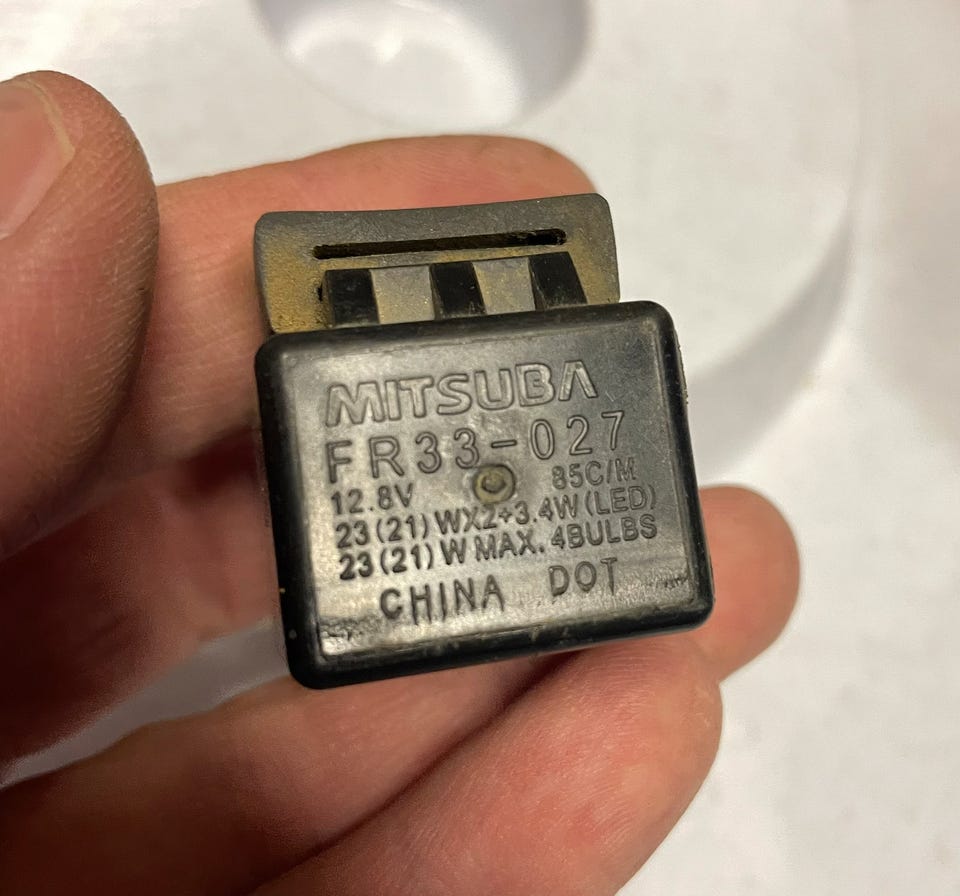 MITSUBA
FR33-027
12.8V 85C/M
23(21)WX2+3.4W(LED)
23(21)W MAX. 4BULBS
CHINA DOT